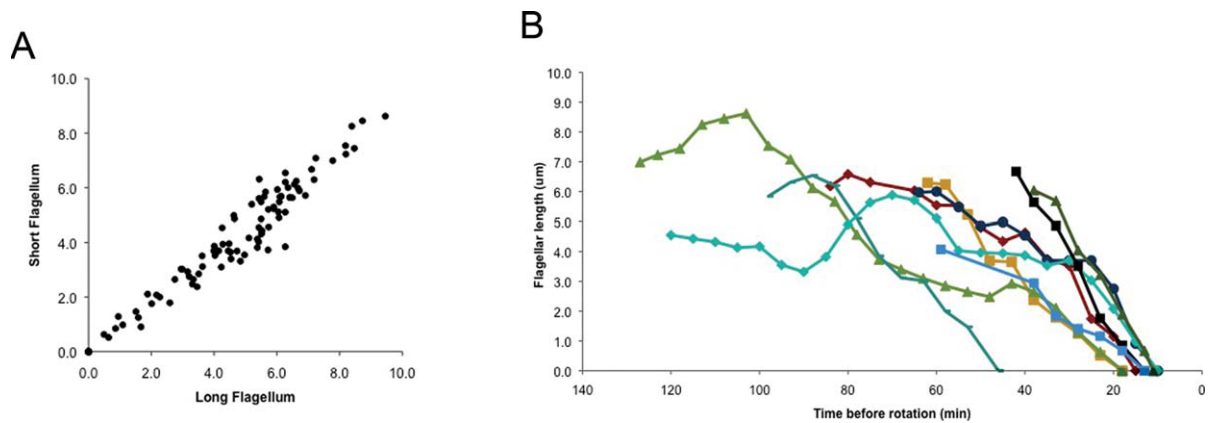 A
B
Short Flagellum
10.0
8.0
6.0
4.0
2.0
0.0
0.0 2.0 4.0 6.0 8.0 10.0
Long Flagellum
Flagellar length (um)
10.0
9.0
8.0
7.0
6.0
5.0
4.0
3.0
2.0
1.0
0.0
140 120 100 80 60 40 20 0
Time before rotation (min)